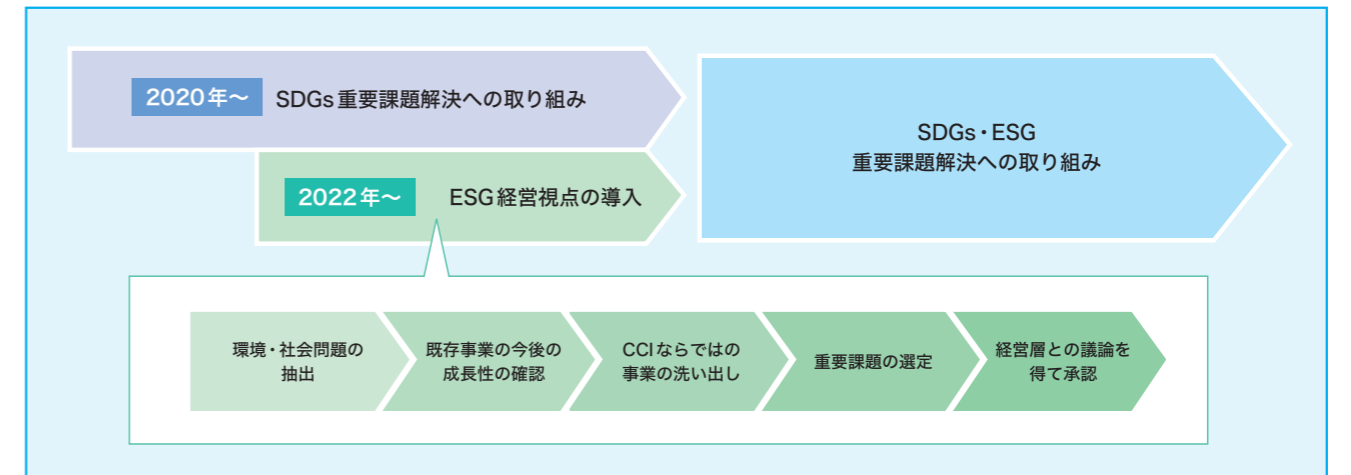 2020年〜 SDGs重要課題解決への取り組み
2022年〜 ESG経営視点の導入
SDGs・ESG
重要課題解決への取り組み
環境・社会問題の
抽出
既存事業の今後の
成長性の確認
CCIならではの
事業の洗い出し
重要課題の選定
経営層との議論を
得て承認